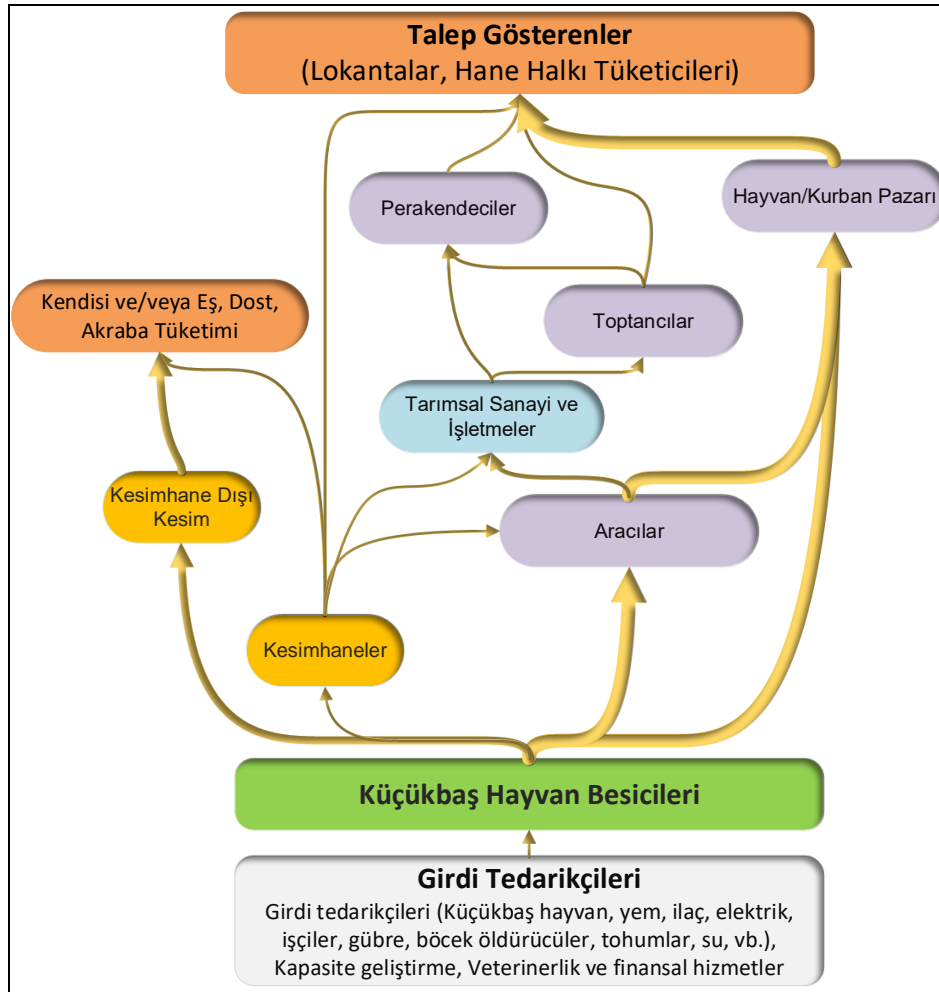 Talep Gösterenler
(Lokantalar, Hane Halkı Tüketicileri)
Perakendeciler
Hayvan/Kurban Pazarı
Kendisi ve/veya Eş, Dost,
Akraba Tüketimi
Toptancılar
Tarımsal Sanayi ve
İşletmeler
Kesimhane Dışı
Kesim
Aracılar
Kesimhaneler
Küçükbaş Hayvan Besicileri
Girdi Tedarikçileri
Girdi tedarikçileri (Küçükbaş hayvan, yem, ilaç, elektrik,
işçiler, gübre, böcek öldürücüler, tohumlar, su, vb.),
Kapasite geliştirme, Veterinerlik ve finansal hizmetler